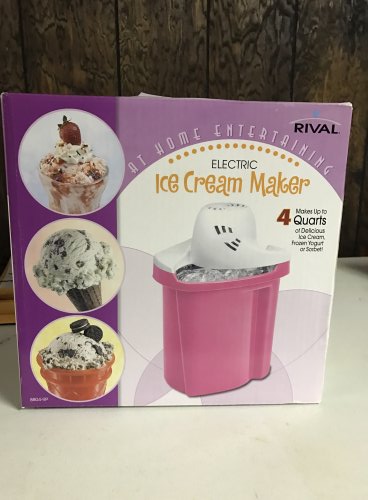 RIVAL
AT HOME ENTERTAINING
ELECTRIC
Ice Cream Maker
4 Makes Up to
Quarts
of Delicious
Ice Cream,
Frozen Yogurt
or Sorbet!